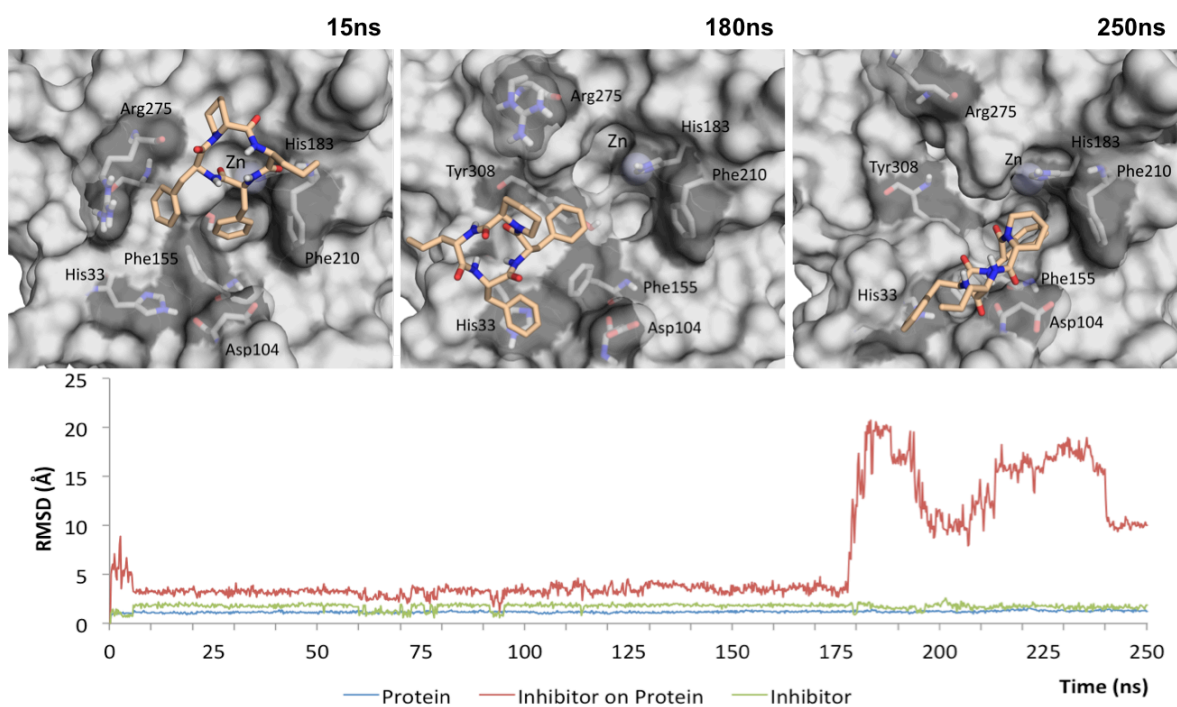 15ns 180ns 250ns
Arg275 Zn His183 His33 Phe155 Phe210 Asp104
Arg275 His183 Zn Phe210 Tyr308 Phe155 His33 Asp104
Arg275 His183 Zn Phe210 Tyr308 Phe155 His33 Asp104
RMSD (Å)
25
20
15
10
5
0
0 25 50 75 100 125 150 175 200 225 250
Time (ns)
Protein Inhibitor on Protein Inhibitor